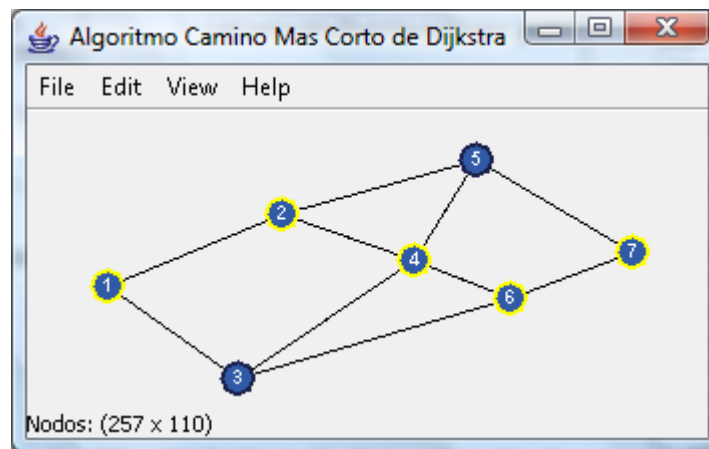 Algoritmo Camino Mas Corto de Dijkstra
File Edit View Help
5
2
4
7
1
6
3
Nodos: (257 x 110)